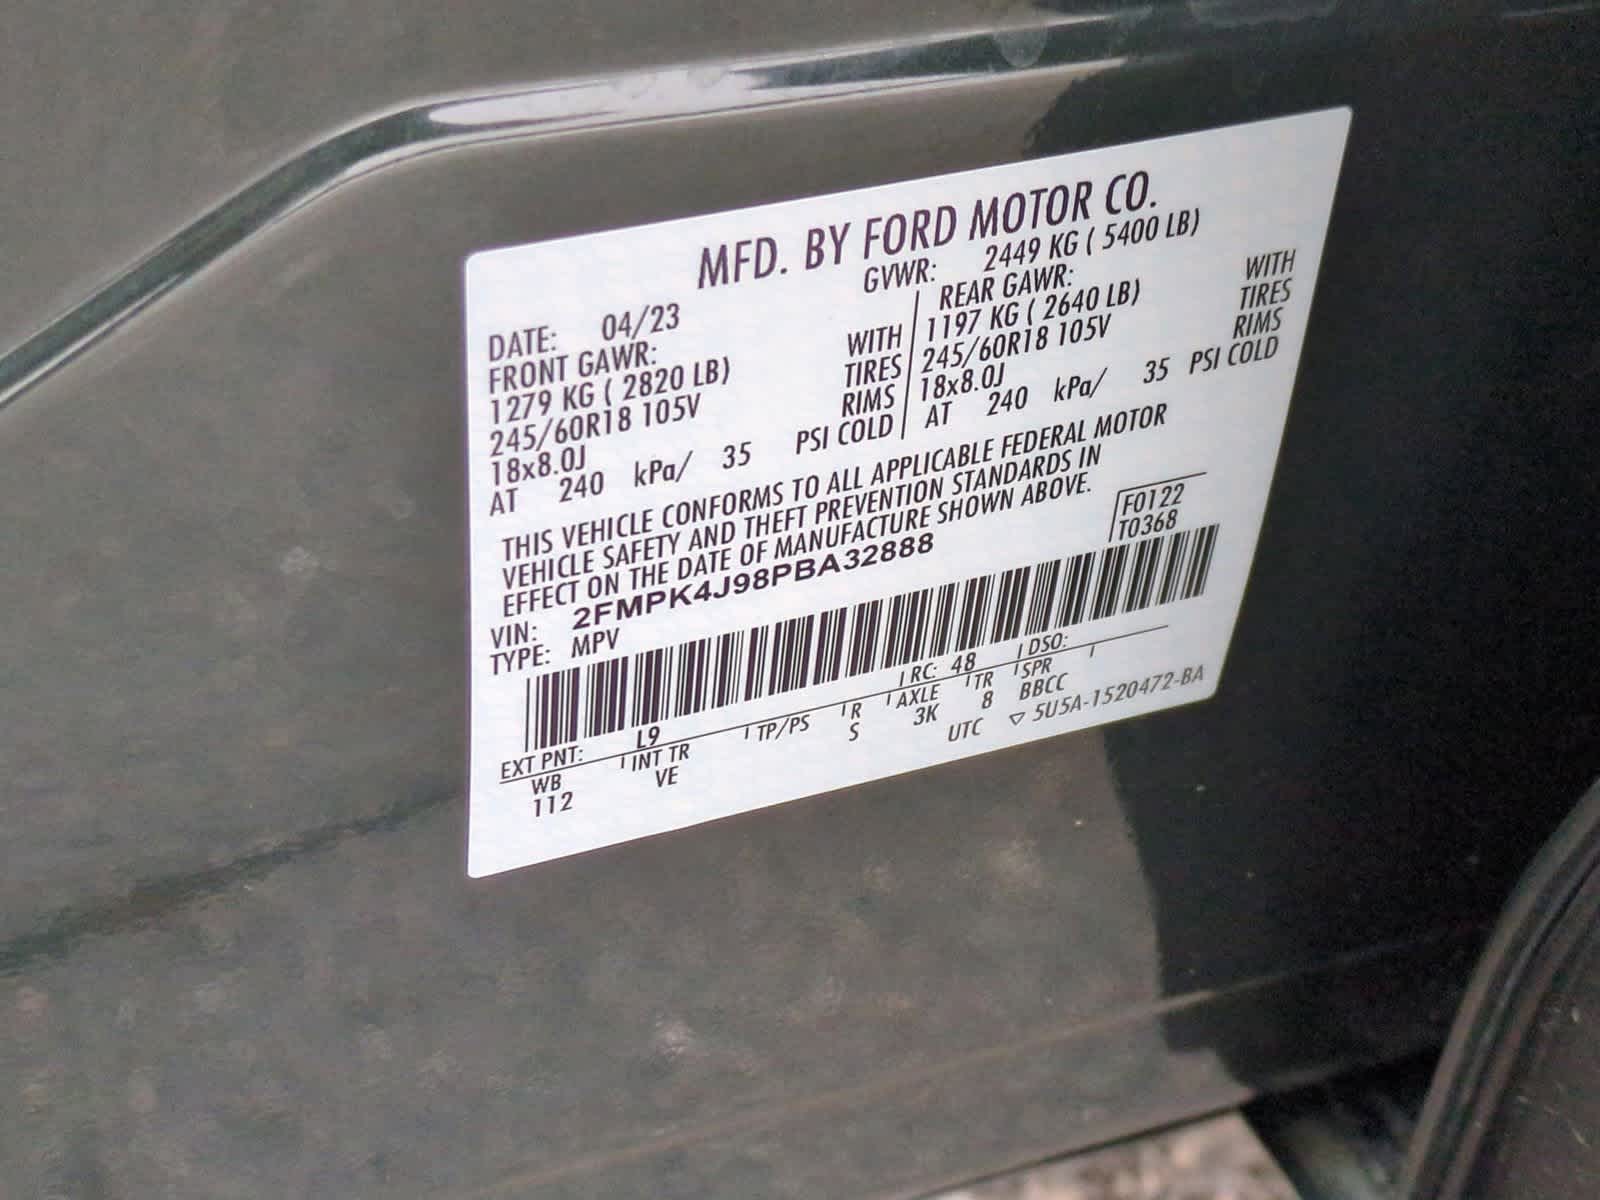 MFD. BY FORD MOTOR CO.
DATE: 04/23 GVWR: 2449 KG ( 5400 LB)
FRONT GAWR: REAR GAWR:
1279 KG ( 2820 LB) WITH 1197 KG ( 2640 LB) WITH
245/60R18 105V TIRES 245/60R18 105V TIRES
18x8.0J RIMS 18x8.0J RIMS
AT 240 kPa/ 35 PSI COLD AT 240 kPa/ 35 PSI COLD
THIS VEHICLE CONFORMS TO ALL APPLICABLE FEDERAL MOTOR
VEHICLE SAFETY AND THEFT PREVENTION STANDARDS IN
EFFECT ON THE DATE OF MANUFACTURE SHOWN ABOVE.
F0122
T0368
VIN: 2FMPK4J98PBA32888
TYPE: MPV
EXT PNT: L9 RC: 48 DSO:
WB INT TR TP/PS R AXLE TR SPR
112 VE S 3K 8 BBCC
UTC ▽ 5U5A-1520472-BA